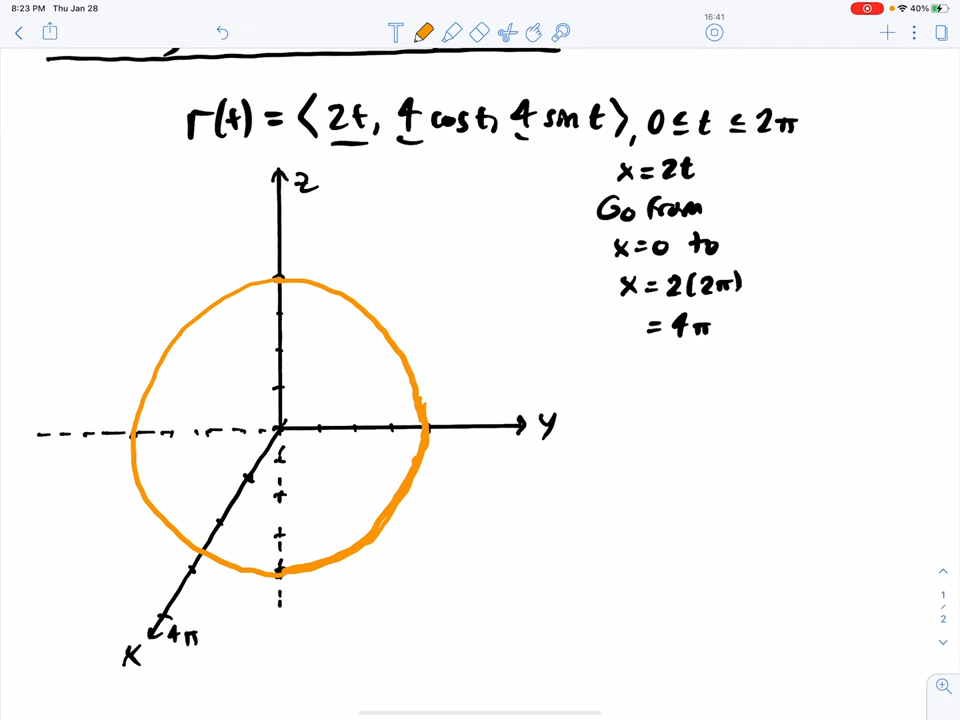 8:23 PM Thu Jan 28
40%
16:41
r(t) = ⟨2t, 4 cos t, 4 sin t⟩, 0 ≤ t ≤ 2π
x = 2t
Go from
x = 0 to
x = 2(2π)
= 4π
z
y
4π
x
1
/
2